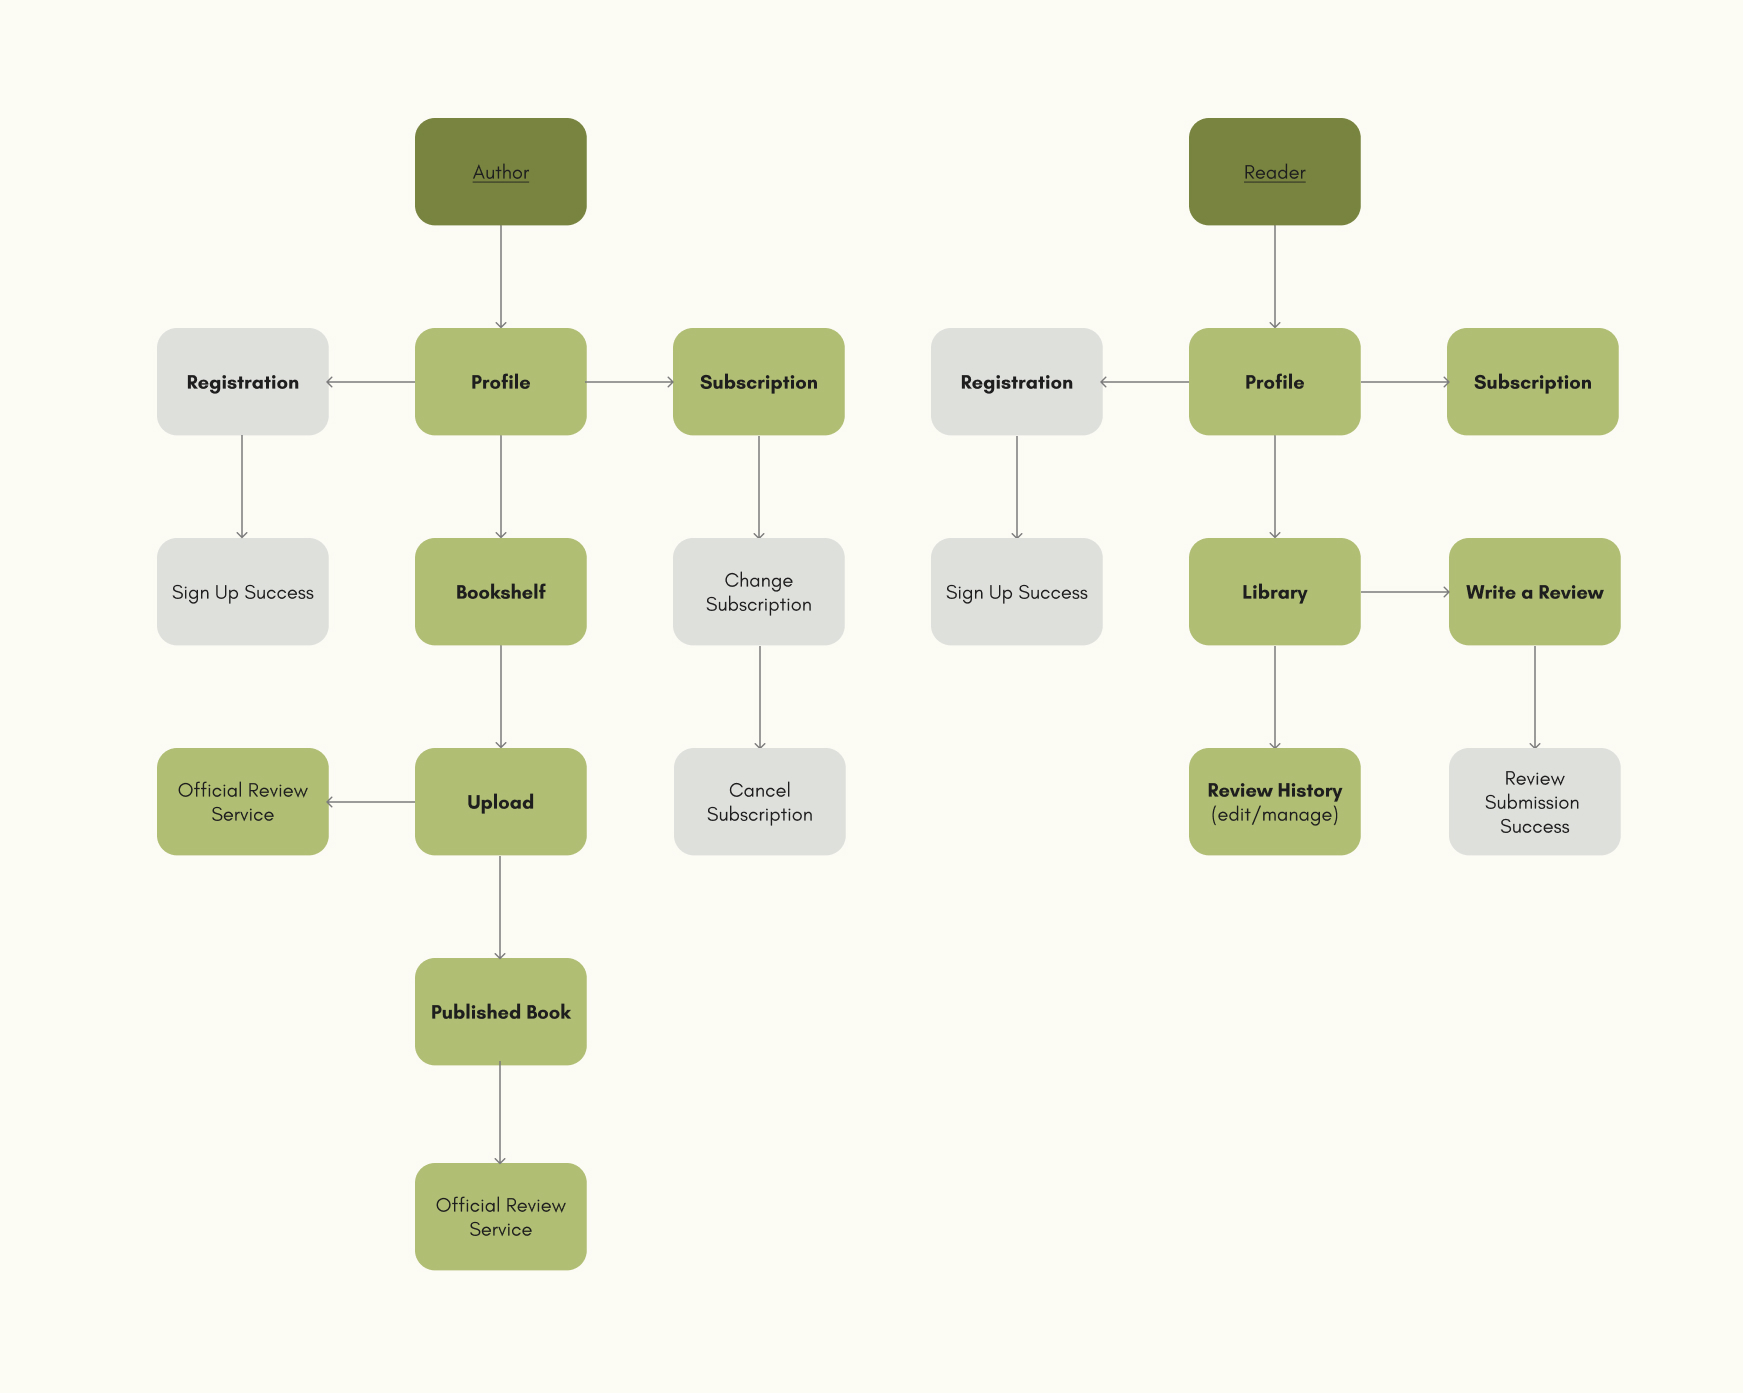 Author
Reader
Registration
Profile
Subscription
Registration
Profile
Subscription
Sign Up Success
Bookshelf
Change
Subscription
Sign Up Success
Library
Write a Review
Official Review
Service
Upload
Cancel
Subscription
Review History
(edit/manage)
Review
Submission
Success
Published Book
Official Review
Service